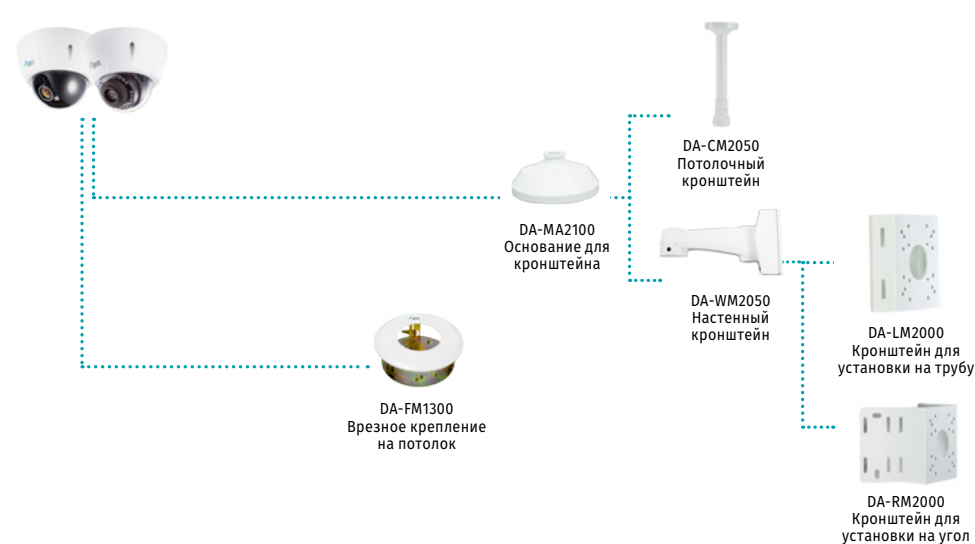 DA-CM2050
Потолочный
кронштейн
DA-MA2100
Основание для
кронштейна
DA-WM2050
Настенный
кронштейн
DA-LM2000
Кронштейн для
установки на трубу
DA-FM1300
Врезное крепление
на потолок
DA-RM2000
Кронштейн для
установки на угол